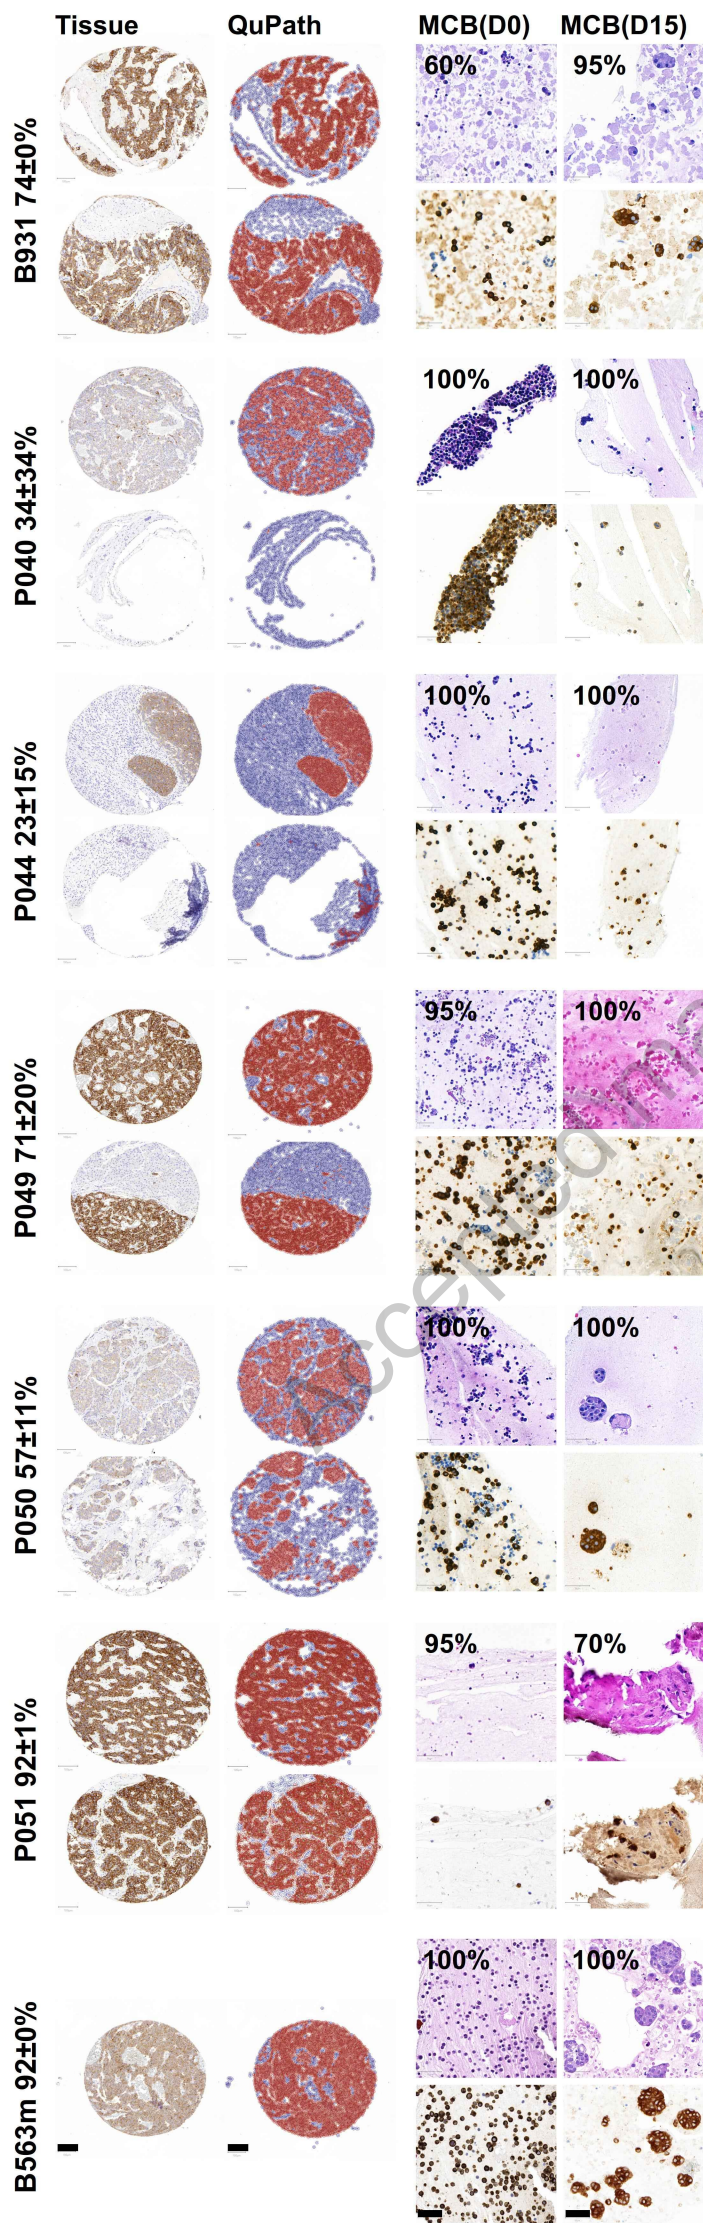 Tissue QuPath MCB(D0) MCB(D15)
B931 74±0%
60% 95%
P040 34±34%
100% 100%
P044 23±15%
100% 100%
P049 71±20%
95% 100%
P050 57±11%
100% 100%
P051 92±1%
95% 70%
B563m 92±0%
100% 100%
Accepted